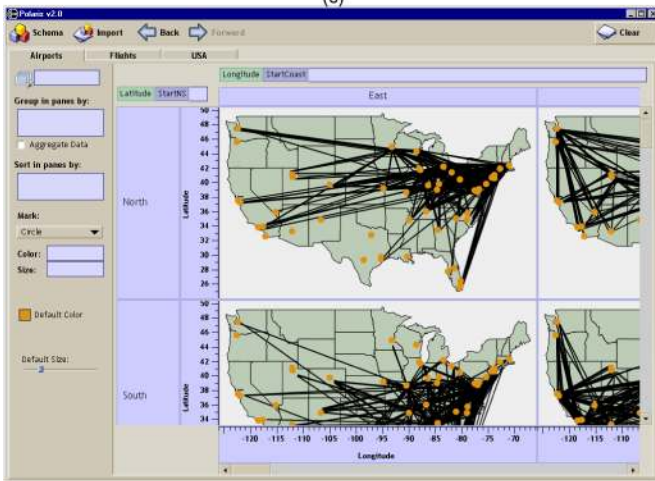 (c)
Polaris v2.0
Schema Import Back Forward Clear
Airports Flights USA
Longitude StartCoast
Latitude StartNS
East
Group in panes by:
Aggregate Data
Sort in panes by:
Mark:
Circle
Color:
Size:
Default Color
Default Size:
North
Latitude
50
48
46
44
42
40
38
36
34
32
30
28
26
South
Latitude
50
48
46
44
42
40
38
36
34
-120 -115 -110 -105 -100 -95 -90 -85 -80 -75 -70 -120 -115 -110
Longitude